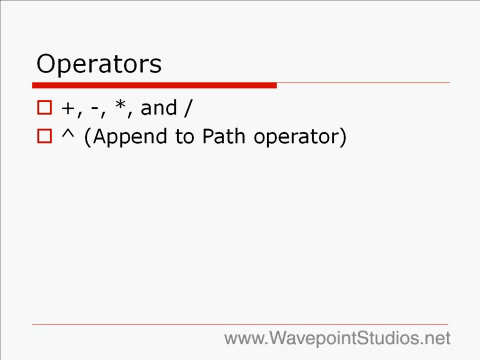 Operators
+, -, *, and /
^ (Append to Path operator)
www.WavepointStudios.net